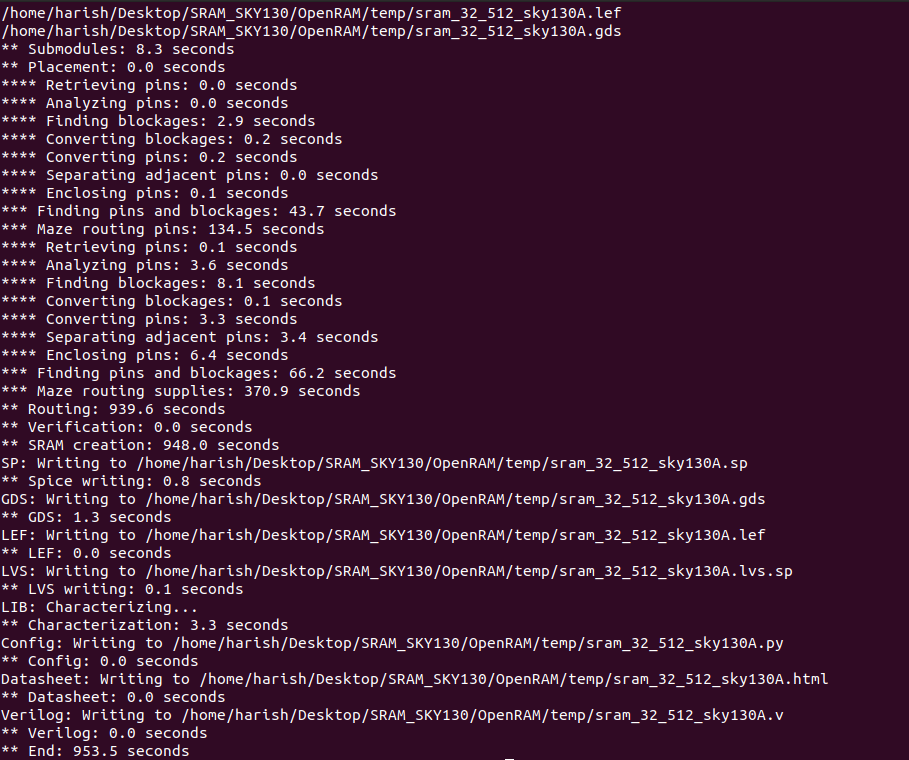 /home/harish/Desktop/SRAM_SKY130/OpenRAM/temp/sram_32_512_sky130A.lef
/home/harish/Desktop/SRAM_SKY130/OpenRAM/temp/sram_32_512_sky130A.gds
** Submodules: 8.3 seconds
** Placement: 0.0 seconds
**** Retrieving pins: 0.0 seconds
**** Analyzing pins: 0.0 seconds
**** Finding blockages: 2.9 seconds
**** Converting blockages: 0.2 seconds
**** Converting pins: 0.2 seconds
**** Separating adjacent pins: 0.0 seconds
**** Enclosing pins: 0.1 seconds
*** Finding pins and blockages: 43.7 seconds
*** Maze routing pins: 134.5 seconds
**** Retrieving pins: 0.1 seconds
**** Analyzing pins: 3.6 seconds
**** Finding blockages: 8.1 seconds
**** Converting blockages: 0.1 seconds
**** Converting pins: 3.3 seconds
**** Separating adjacent pins: 3.4 seconds
**** Enclosing pins: 6.4 seconds
*** Finding pins and blockages: 66.2 seconds
*** Maze routing supplies: 370.9 seconds
** Routing: 939.6 seconds
** Verification: 0.0 seconds
** SRAM creation: 948.0 seconds
SP: Writing to /home/harish/Desktop/SRAM_SKY130/OpenRAM/temp/sram_32_512_sky130A.sp
** Spice writing: 0.8 seconds
GDS: Writing to /home/harish/Desktop/SRAM_SKY130/OpenRAM/temp/sram_32_512_sky130A.gds
** GDS: 1.3 seconds
LEF: Writing to /home/harish/Desktop/SRAM_SKY130/OpenRAM/temp/sram_32_512_sky130A.lef
** LEF: 0.0 seconds
LVS: Writing to /home/harish/Desktop/SRAM_SKY130/OpenRAM/temp/sram_32_512_sky130A.lvs.sp
** LVS writing: 0.1 seconds
LIB: Characterizing...
** Characterization: 3.3 seconds
Config: Writing to /home/harish/Desktop/SRAM_SKY130/OpenRAM/temp/sram_32_512_sky130A.py
** Config: 0.0 seconds
Datasheet: Writing to /home/harish/Desktop/SRAM_SKY130/OpenRAM/temp/sram_32_512_sky130A.html
** Datasheet: 0.0 seconds
Verilog: Writing to /home/harish/Desktop/SRAM_SKY130/OpenRAM/temp/sram_32_512_sky130A.v
** Verilog: 0.0 seconds
** End: 953.5 seconds